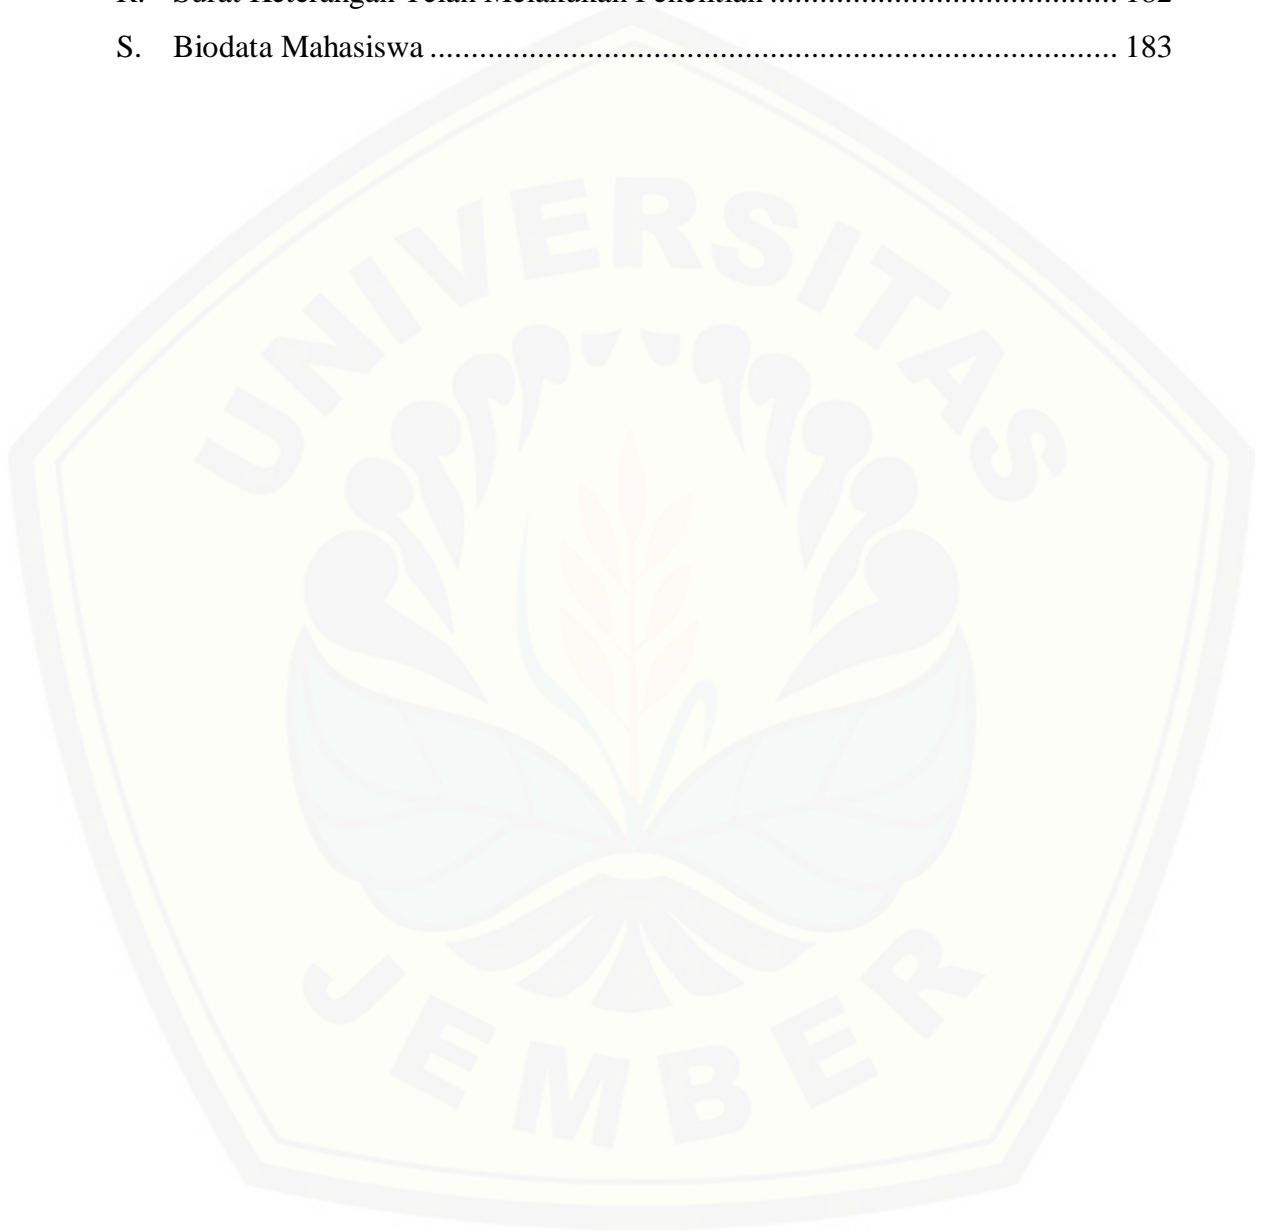 R. Surat Keterangan Telah Melakukan Penelitian ................................... 182
S. Biodata Mahasiswa ..................................................................... 183
UNIVERSITAS
JEMBER